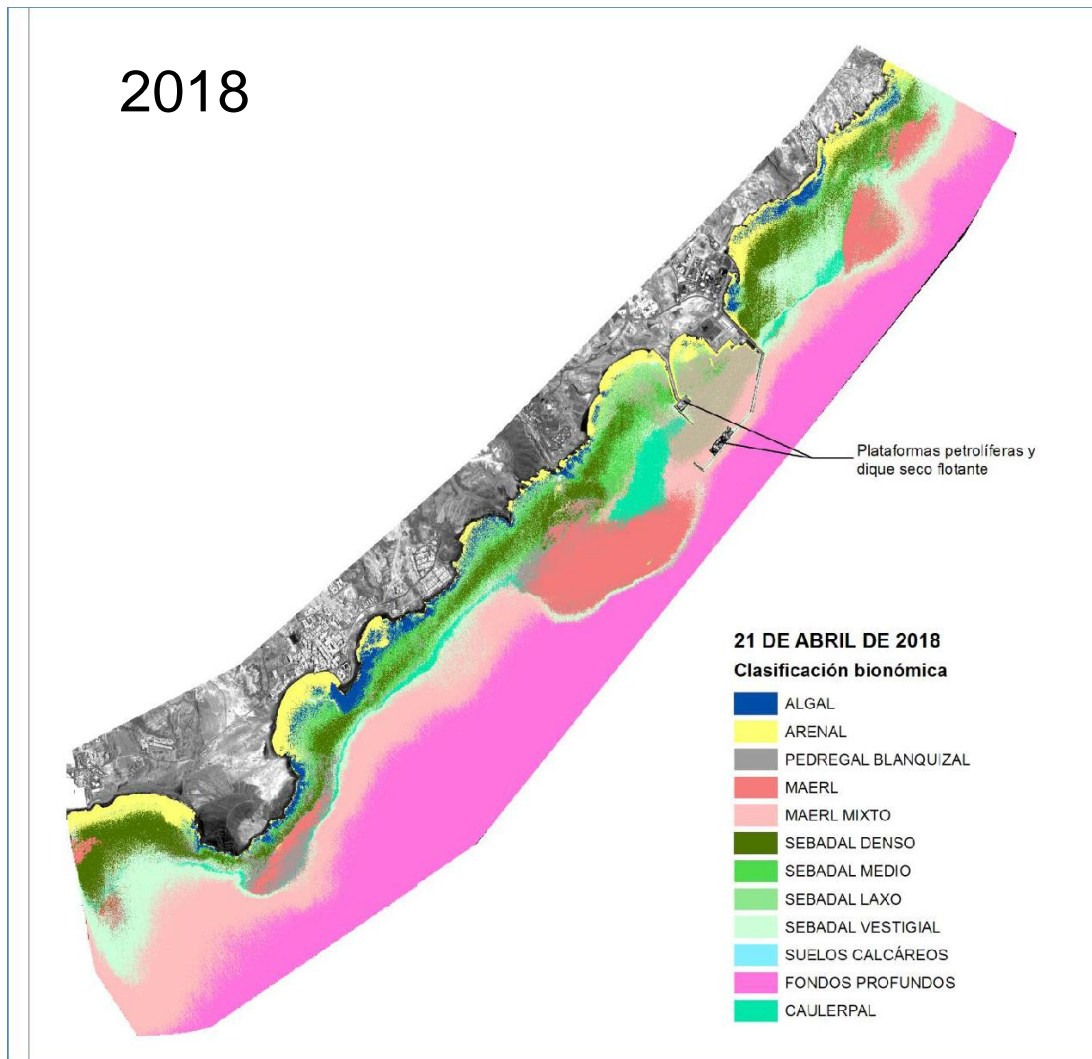 2018
Plataformas petrolíferas y
dique seco flotante
21 DE ABRIL DE 2018
Clasificación bionómica
ALGAL
ARENAL
PEDREGAL BLANQUIZAL
MAERL
MAERL MIXTO
SEBADAL DENSO
SEBADAL MEDIO
SEBADAL LAXO
SEBADAL VESTIGIAL
SUELOS CALCÁREOS
FONDOS PROFUNDOS
CAULERPAL